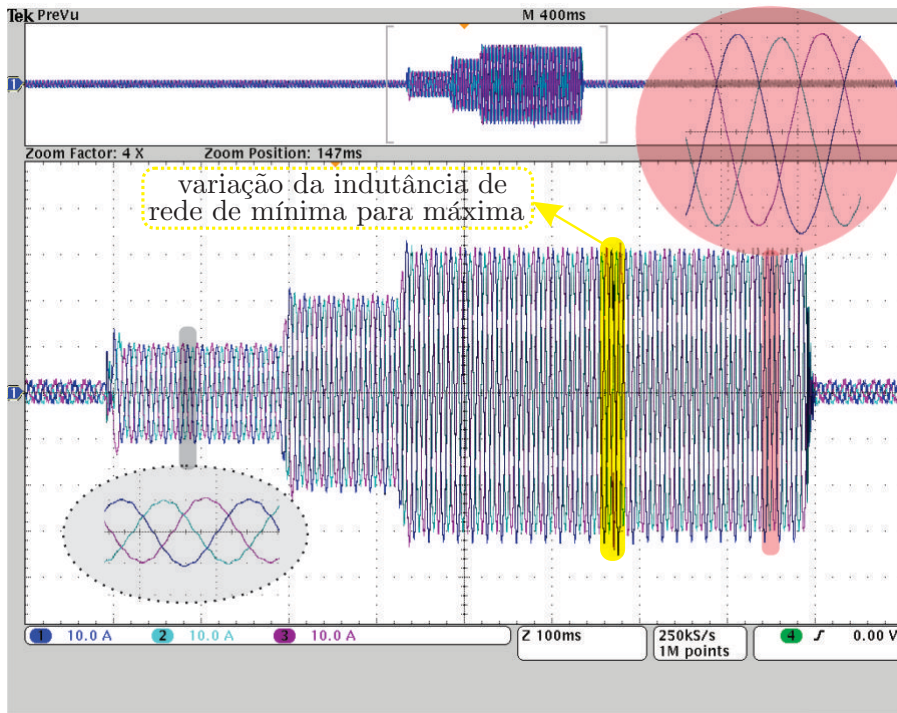 Tek PreVu M 400ms
1
Zoom Factor: 4 X Zoom Position: 147ms
variação da indutância de
rede de mínima para máxima
1
1 10.0 A 2 10.0 A 3 10.0 A Z 100ms 250kS/s 4 0.00 V
1M points